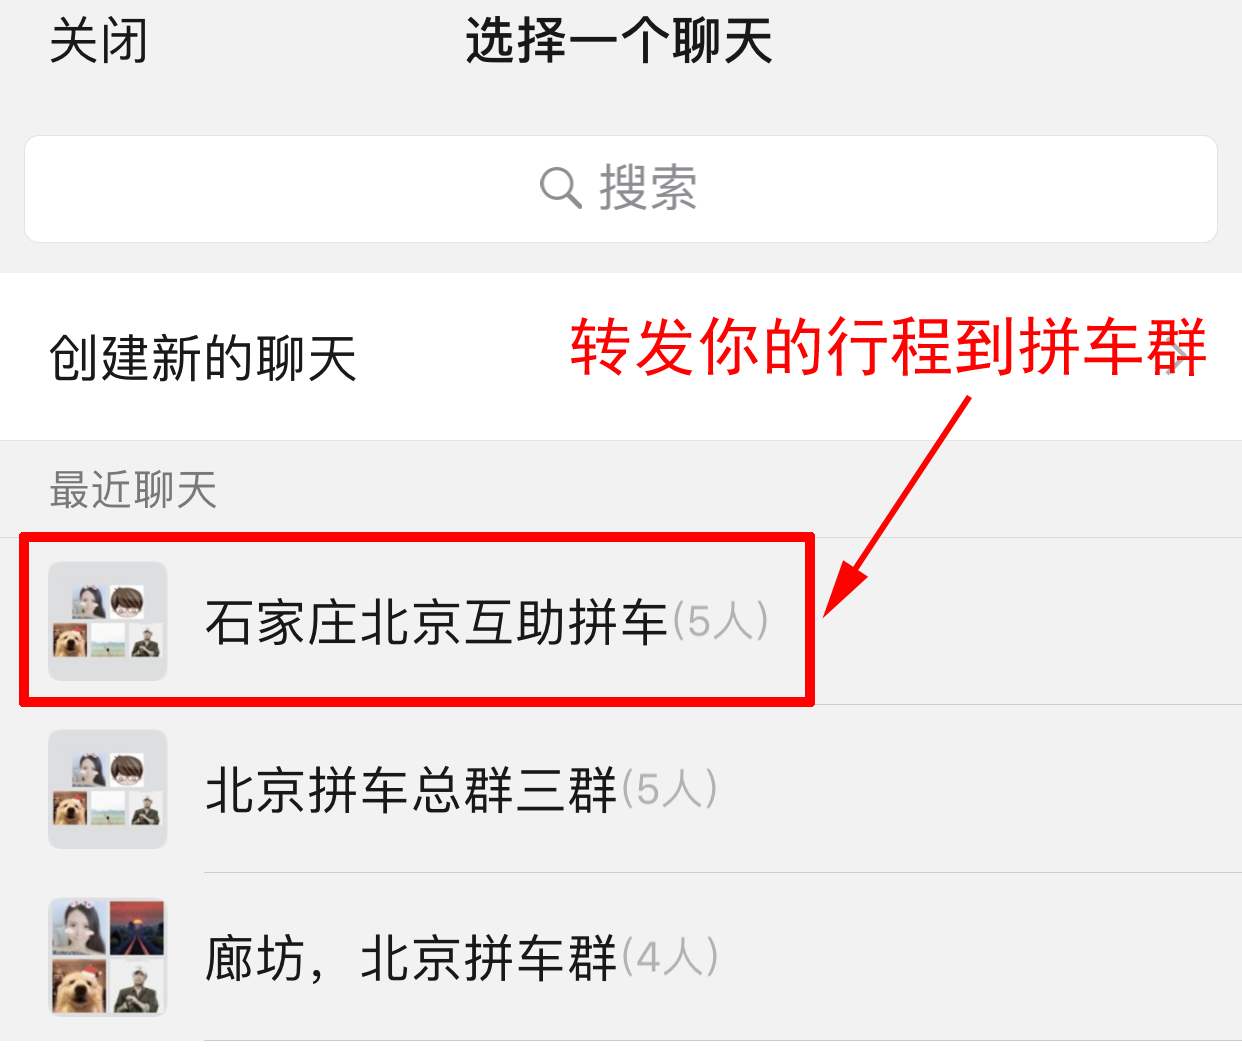 关闭
选择一个聊天
搜索
创建新的聊天
转发你的行程到拼车群
最近聊天
石家庄北京互助拼车(5人)
北京拼车总群三群(5人)
廊坊，北京拼车群(4人)